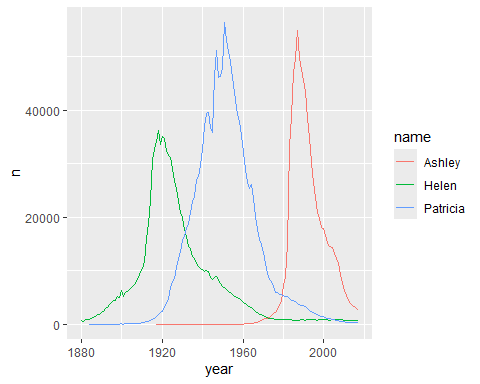 n
40000
20000
0
1880
1920
1960
2000
year
name
Ashley
Helen
Patricia